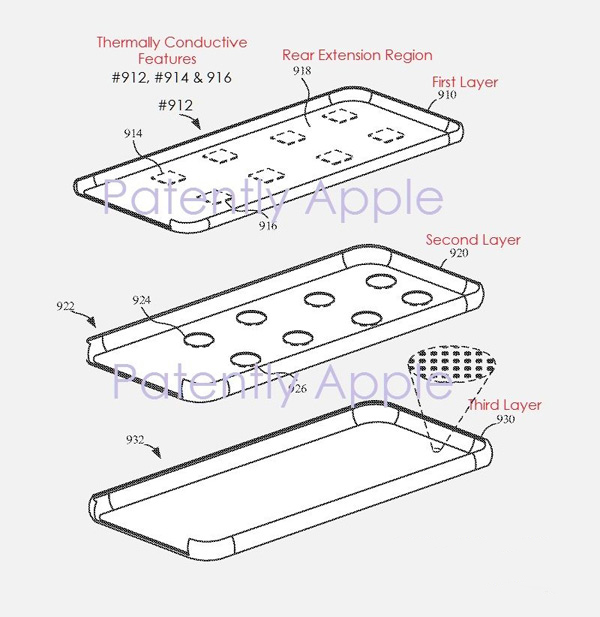 Thermally Conductive
Features
#912, #914 & 916
#912
Rear Extension Region
918
First Layer
910
914
Patently Apple
916
Second Layer
920
922
924
Patently Apple
926
Third Layer
930
932